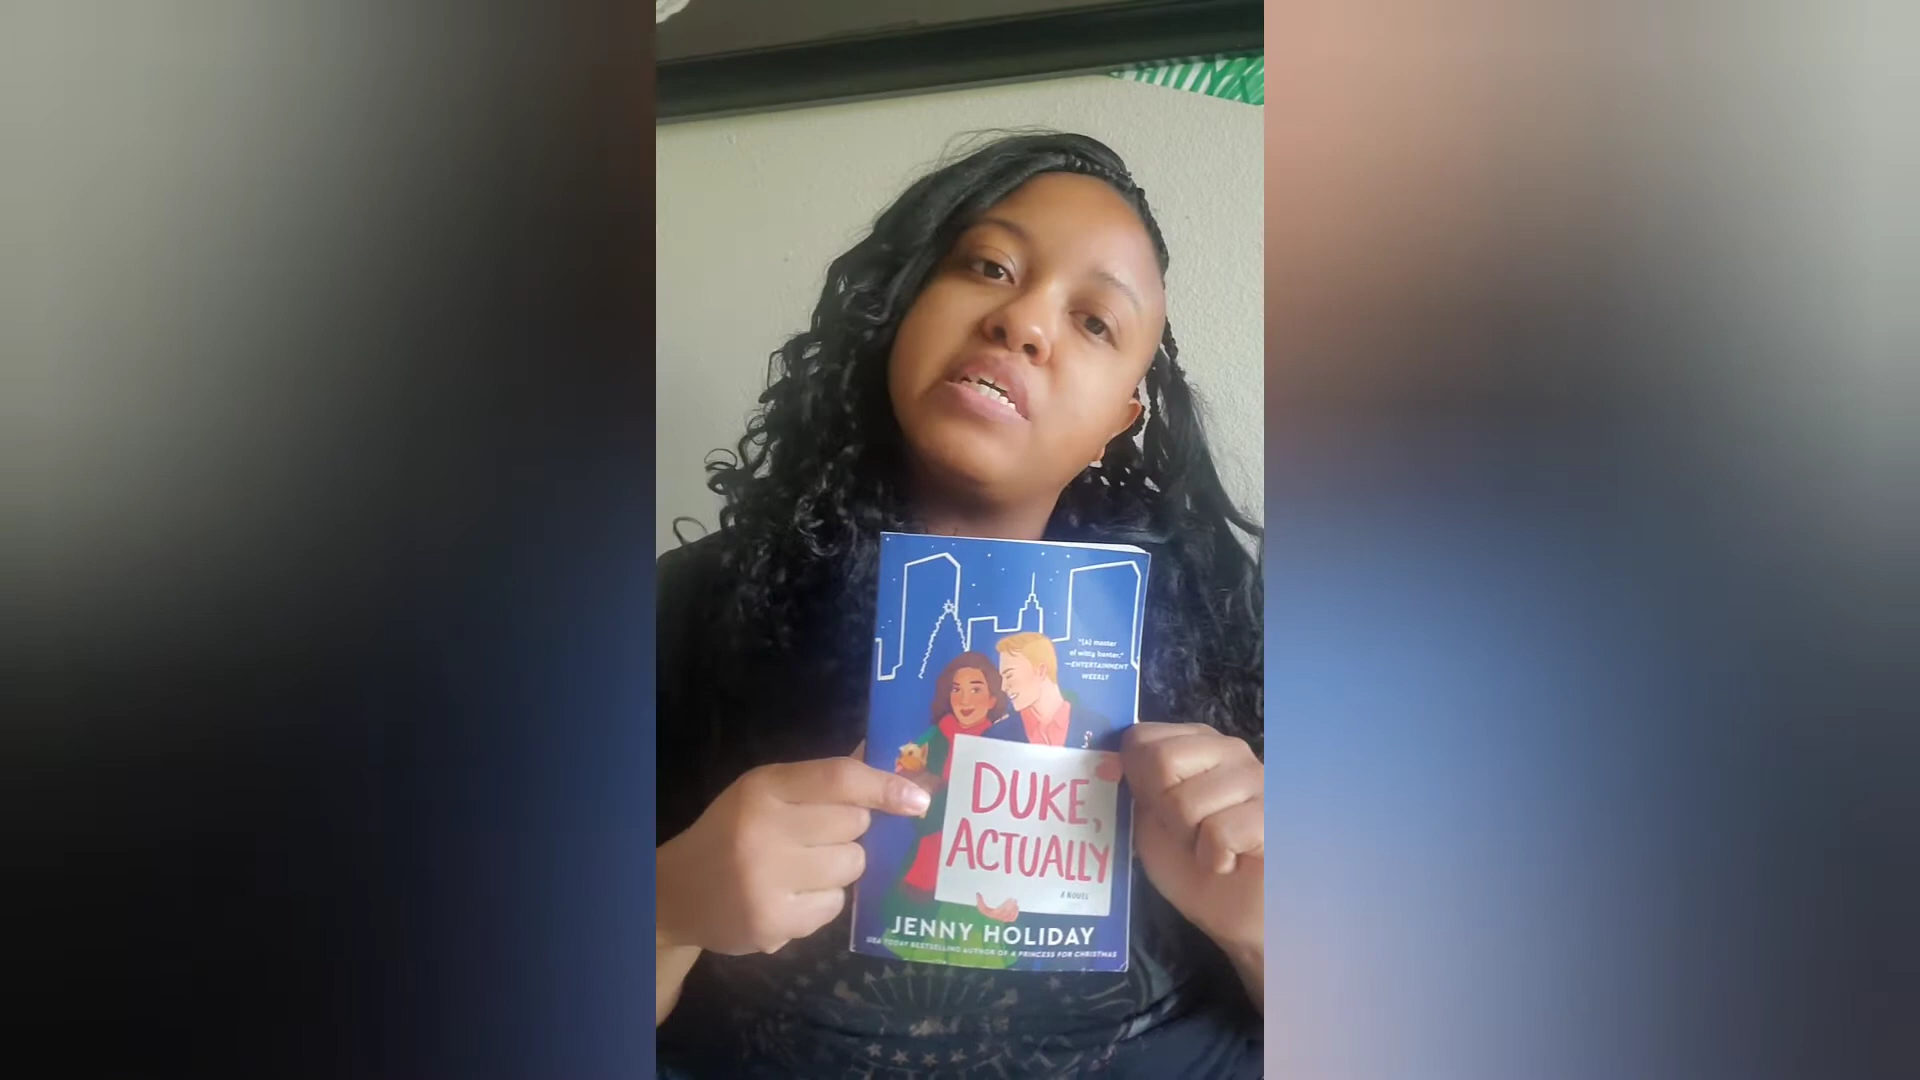 "[A] master
of witty banter."
—ENTERTAINMENT
WEEKLY
DUKE,
ACTUALLY
A NOVEL
JENNY HOLIDAY
USA TODAY BESTSELLING AUTHOR OF A PRINCESS FOR CHRISTMAS